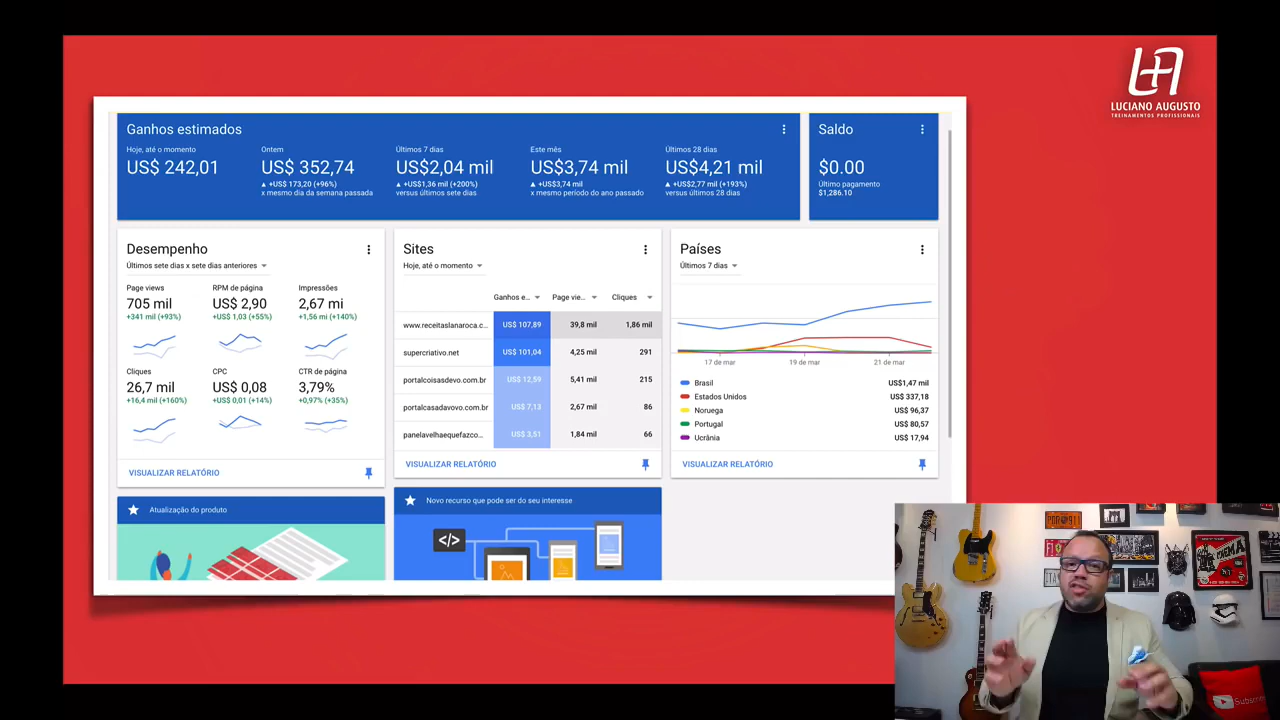 LUCIANO AUGUSTO
TREINAMENTOS PROFISSIONAIS
Ganhos estimados
Hoje, até o momento
US$ 242,01
Ontem
US$ 352,74
+US$ 173,20 (+96%)
x mesmo dia da semana passada
Últimos 7 dias
US$2,04 mil
+US$1,36 mil (+200%)
versus últimos sete dias
Este mês
US$3,74 mil
+US$3,74 mil
x mesmo período do ano passado
Últimos 28 dias
US$4,21 mil
+US$2,77 mil (+193%)
versus últimos 28 dias
Saldo
$0.00
Último pagamento
$1,286.10
Desempenho
Últimos sete dias x sete dias anteriores
Page views
705 mil
+341 mil (+93%)
RPM de página
US$ 2,90
+US$ 1,03 (+55%)
Impressões
2,67 mi
+1,56 mi (+140%)
Cliques
26,7 mil
+16,4 mil (+160%)
CPC
US$ 0,08
+US$ 0,01 (+14%)
CTR de página
3,79%
+0,97% (+35%)
VISUALIZAR RELATÓRIO
Sites
Hoje, até o momento
Ganhos e... Page vie... Cliques
www.receitaslanaroca.c... US$ 107,89 39,8 mil 1,86 mil
supercriativo.net US$ 101,04 4,25 mil 291
portalcoisasdevo.com.br US$ 12,59 5,41 mil 215
portalcasadavovo.com.br US$ 7,13 2,67 mil 86
panelavelhaequefazco... US$ 3,51 1,84 mil 66
VISUALIZAR RELATÓRIO
Países
Últimos 7 dias
17 de mar 19 de mar 21 de mar
Brasil US$1,47 mil
Estados Unidos US$ 337,18
Noruega US$ 96,37
Portugal US$ 80,57
Ucrânia US$ 17,94
VISUALIZAR RELATÓRIO
Atualização do produto
Novo recurso que pode ser do seu interesse
</>